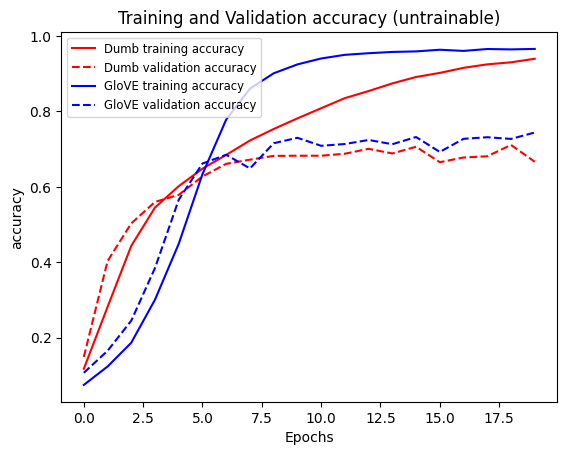 Training and Validation accuracy (untrainable)
Dumb training accuracy
Dumb validation accuracy
GloVE training accuracy
GloVE validation accuracy
accuracy
1.0
0.8
0.6
0.4
0.2
0.0 2.5 5.0 7.5 10.0 12.5 15.0 17.5
Epochs